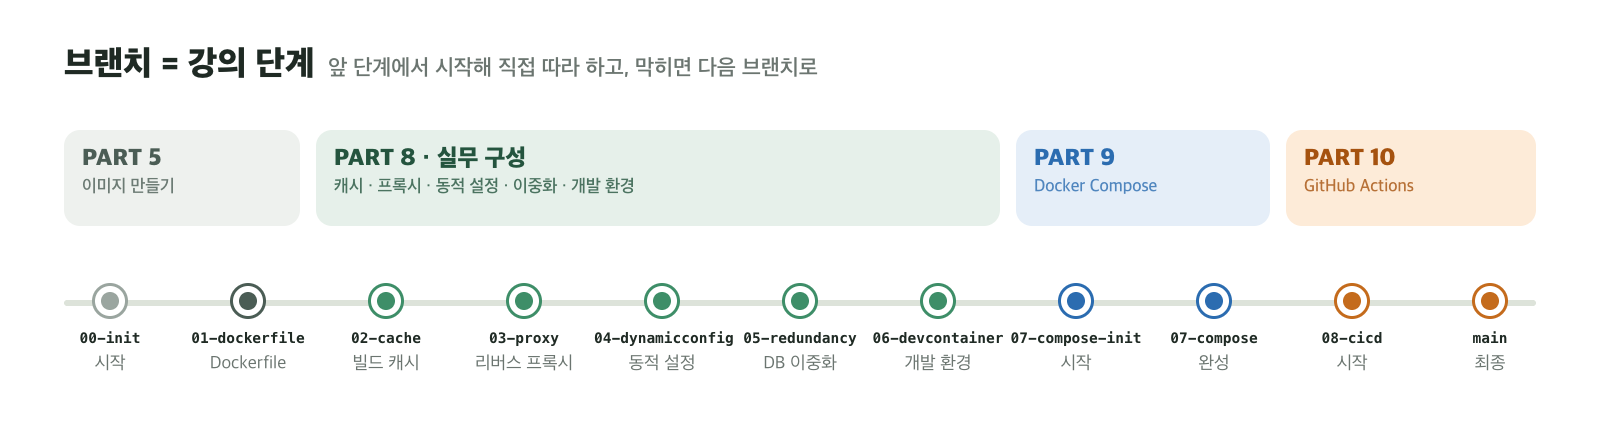 브랜치 = 강의 단계 앞 단계에서 시작해 직접 따라 하고, 막히면 다음 브랜치로
PART 5
이미지 만들기
PART 8 · 실무 구성
캐시 · 프록시 · 동적 설정 · 이중화 · 개발 환경
PART 9
Docker Compose
PART 10
GitHub Actions
00-init
시작
01-dockerfile
Dockerfile
02-cache
빌드 캐시
03-proxy
리버스 프록시
04-dynamicconfig
동적 설정
05-redundancy
DB 이중화
06-devcontainer
개발 환경
07-compose-init
시작
07-compose
완성
08-cicd
시작
main
최종